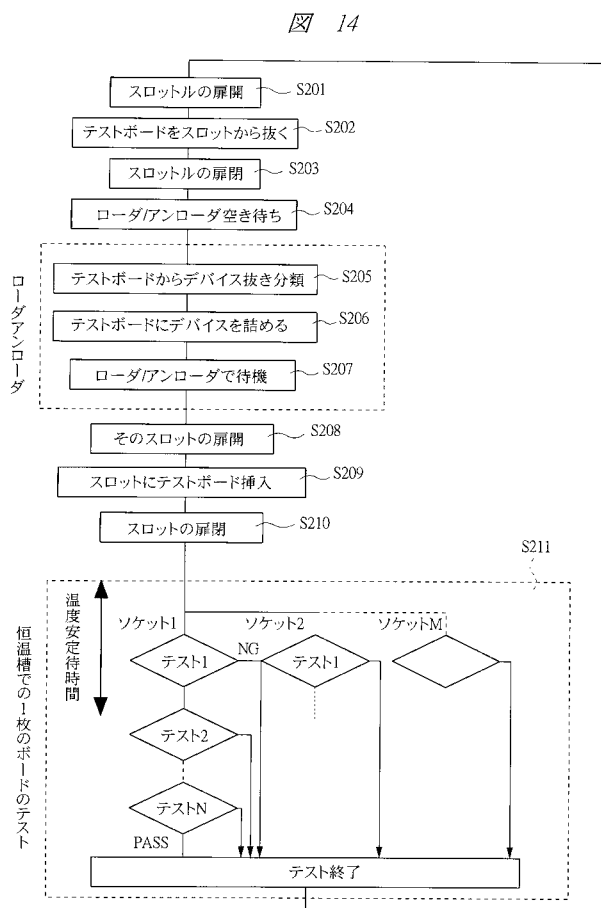 図 14
スロットルの扉開
S201
テストボードをスロットから抜く
S202
スロットルの扉閉
S203
ローダ/アンローダ空き待ち
S204
ローダアンローダ
テストボードからデバイス抜き分類
S205
テストボードにデバイスを詰める
S206
ローダ/アンローダで待機
S207
そのスロットの扉開
S208
スロットにテストボード挿入
S209
スロットの扉閉
S210
S211
恒温槽での1枚のボードのテスト
温度安定待時間
ソケット1
ソケット2
ソケットM
テスト1
NG
テスト1
テスト2
テストN
PASS
テスト終了